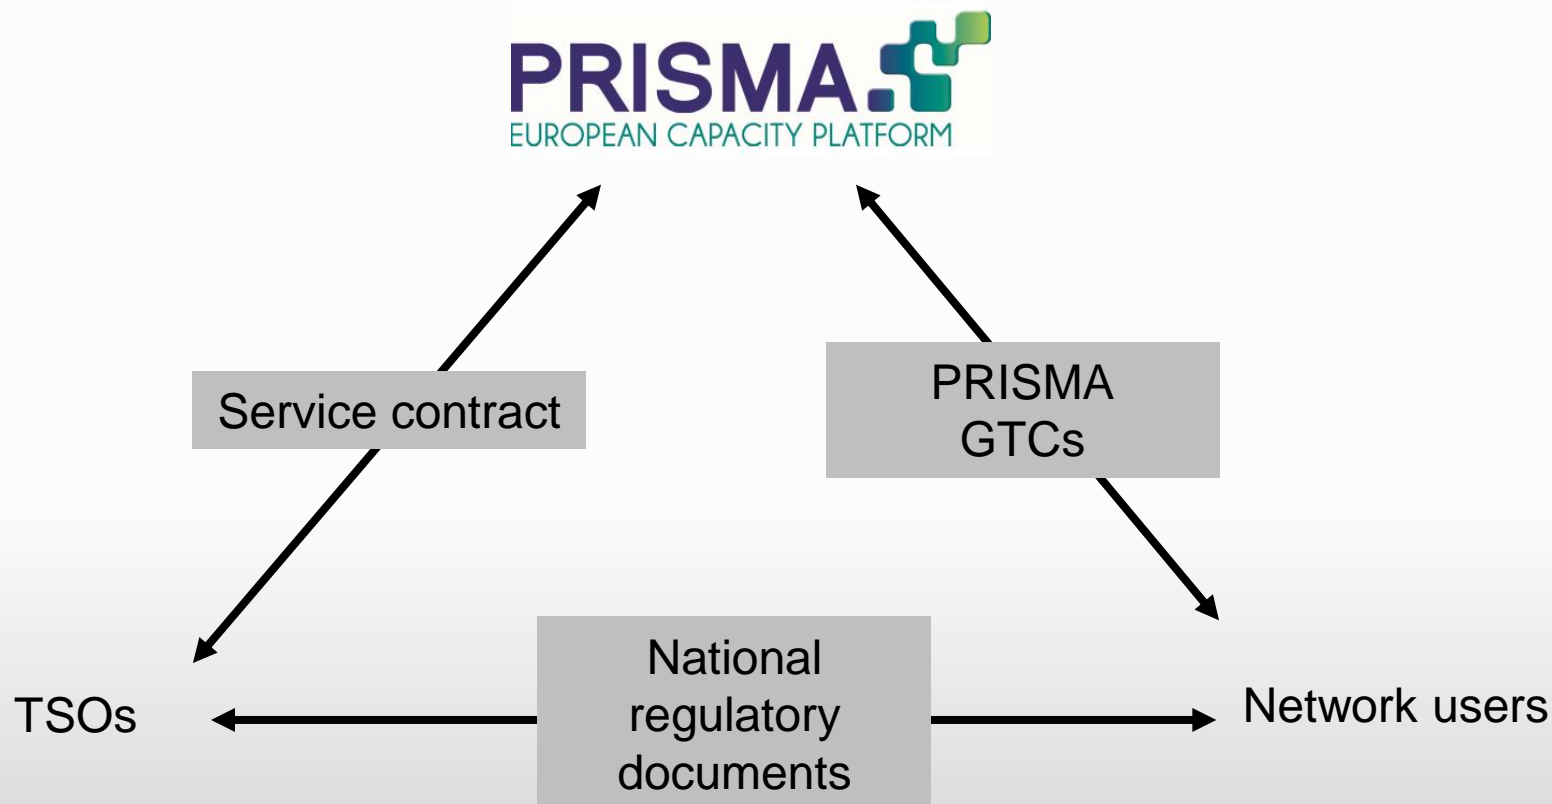 PRISMA
EUROPEAN CAPACITY PLATFORM
Service contract
PRISMA
GTCs
National
regulatory
documents
TSOs
Network users